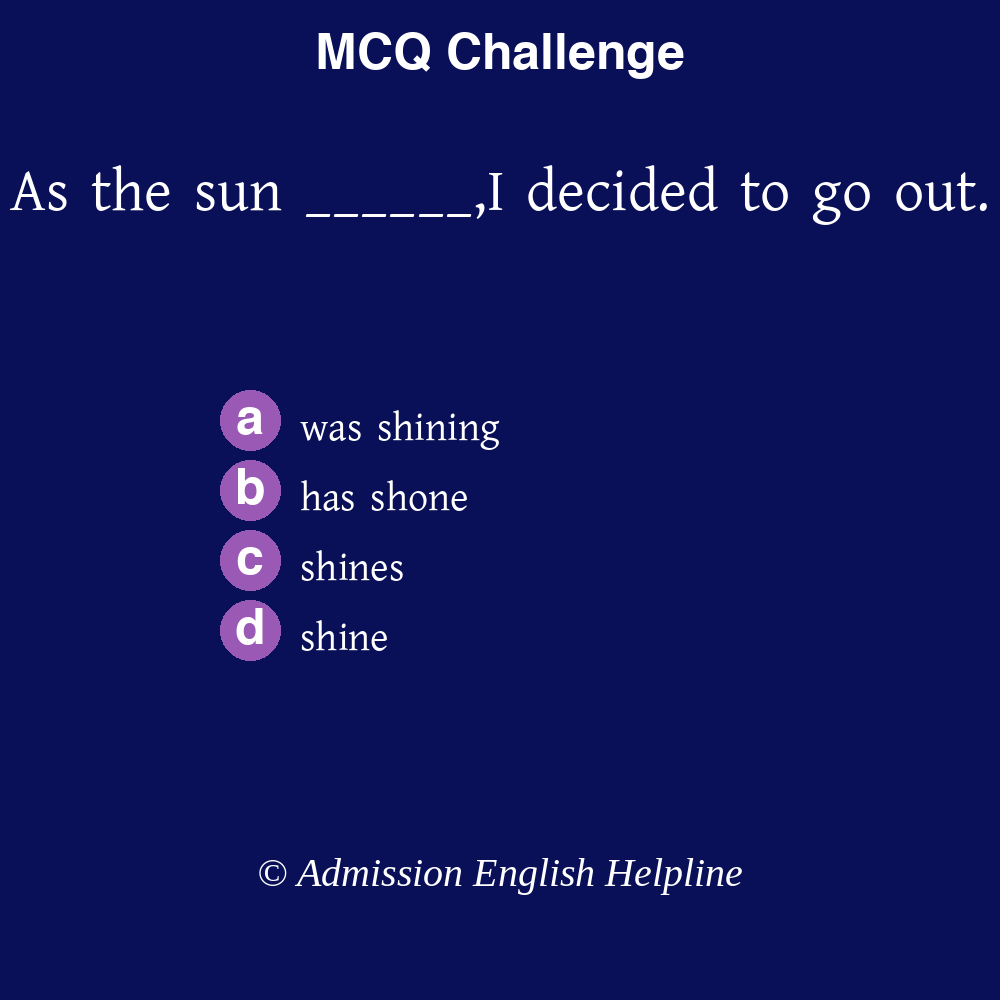 MCQ Challenge
As the sun ______,I decided to go out.
a was shining
b has shone
c shines
d shine
© Admission English Helpline